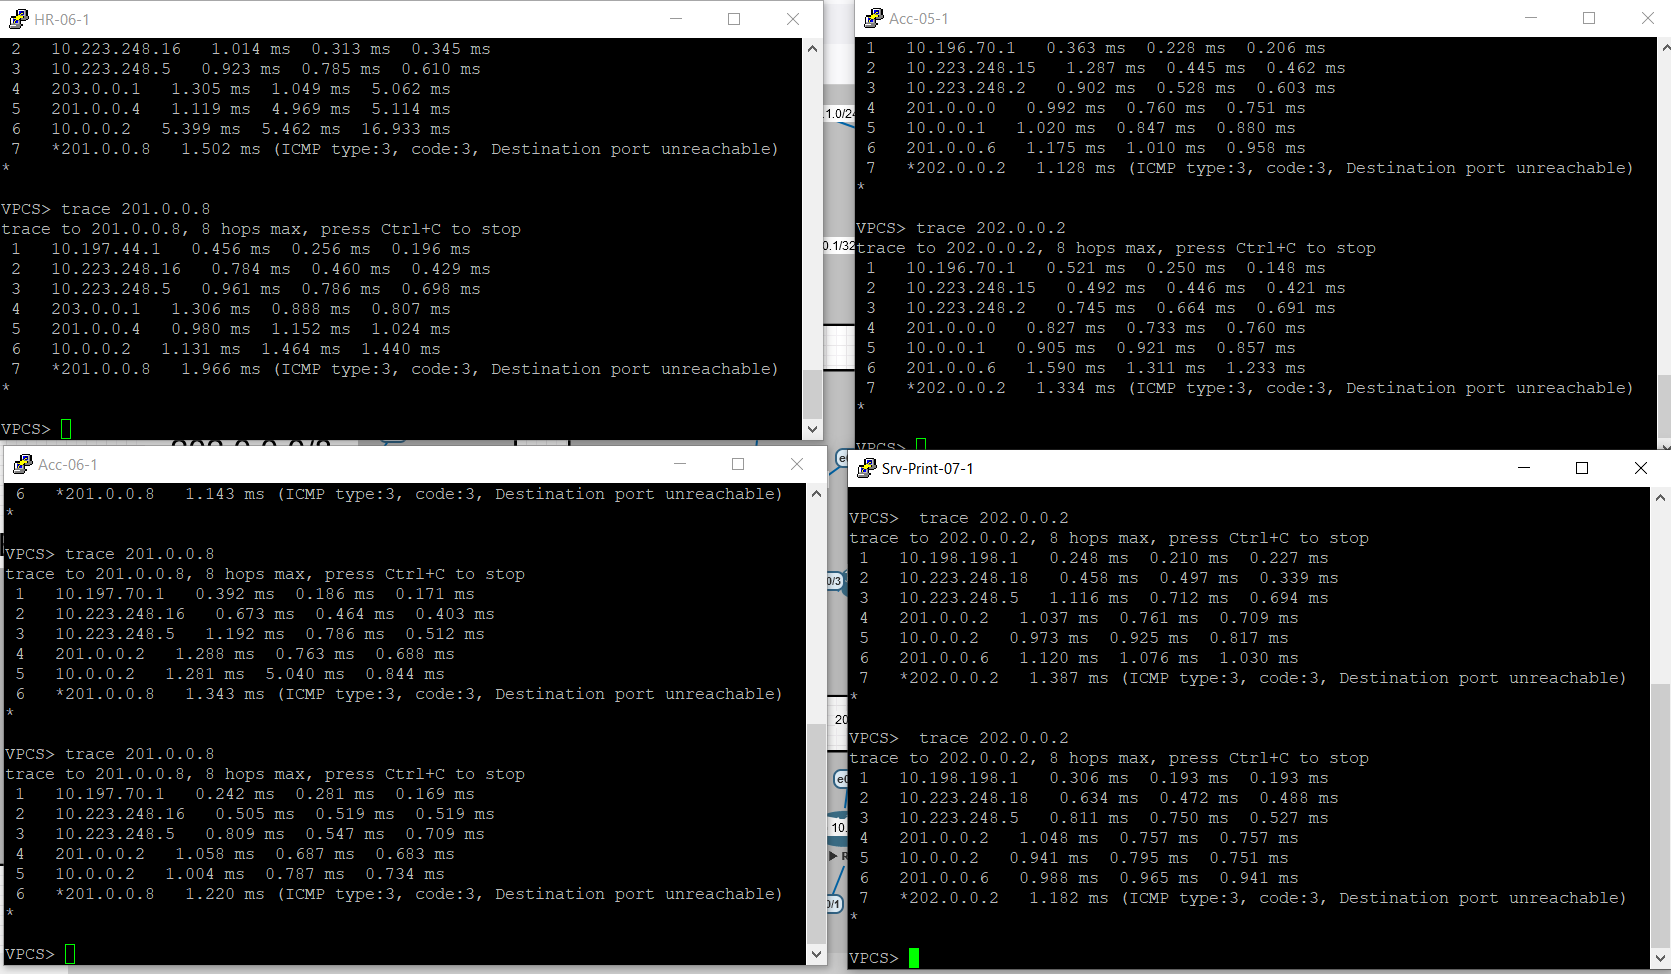 HR-06-1
2 10.223.248.16 1.014 ms 0.313 ms 0.345 ms
3 10.223.248.5 0.923 ms 0.785 ms 0.610 ms
4 203.0.0.1 1.305 ms 1.049 ms 5.062 ms
5 201.0.0.4 1.119 ms 4.969 ms 5.114 ms
6 10.0.0.2 5.399 ms 5.462 ms 16.933 ms
7 *201.0.0.8 1.502 ms (ICMP type:3, code:3, Destination port unreachable)
*
VPCS> trace 201.0.0.8
trace to 201.0.0.8, 8 hops max, press Ctrl+C to stop
1 10.197.44.1 0.456 ms 0.256 ms 0.196 ms
2 10.223.248.16 0.784 ms 0.460 ms 0.429 ms
3 10.223.248.5 0.961 ms 0.786 ms 0.698 ms
4 203.0.0.1 1.306 ms 0.888 ms 0.807 ms
5 201.0.0.4 0.980 ms 1.152 ms 1.024 ms
6 10.0.0.2 1.131 ms 1.464 ms 1.440 ms
7 *201.0.0.8 1.966 ms (ICMP type:3, code:3, Destination port unreachable)
*
VPCS>
Acc-05-1
1 10.196.70.1 0.363 ms 0.228 ms 0.206 ms
2 10.223.248.15 1.287 ms 0.445 ms 0.462 ms
3 10.223.248.2 0.902 ms 0.528 ms 0.603 ms
4 201.0.0.0 0.992 ms 0.760 ms 0.751 ms
5 10.0.0.1 1.020 ms 0.847 ms 0.880 ms
6 201.0.0.6 1.175 ms 1.010 ms 0.958 ms
7 *202.0.0.2 1.128 ms (ICMP type:3, code:3, Destination port unreachable)
*
VPCS> trace 202.0.0.2
trace to 202.0.0.2, 8 hops max, press Ctrl+C to stop
1 10.196.70.1 0.521 ms 0.250 ms 0.148 ms
2 10.223.248.15 0.492 ms 0.446 ms 0.421 ms
3 10.223.248.2 0.745 ms 0.664 ms 0.691 ms
4 201.0.0.0 0.827 ms 0.733 ms 0.760 ms
5 10.0.0.1 0.905 ms 0.921 ms 0.857 ms
6 201.0.0.6 1.590 ms 1.311 ms 1.233 ms
7 *202.0.0.2 1.334 ms (ICMP type:3, code:3, Destination port unreachable)
*
VPCS>
.1.0/24
0.1/32
Acc-06-1
6 *201.0.0.8 1.143 ms (ICMP type:3, code:3, Destination port unreachable)
*
VPCS> trace 201.0.0.8
trace to 201.0.0.8, 8 hops max, press Ctrl+C to stop
1 10.197.70.1 0.392 ms 0.186 ms 0.171 ms
2 10.223.248.16 0.673 ms 0.464 ms 0.403 ms
3 10.223.248.5 1.192 ms 0.786 ms 0.512 ms
4 201.0.0.2 1.288 ms 0.763 ms 0.688 ms
5 10.0.0.2 1.281 ms 5.040 ms 0.844 ms
6 *201.0.0.8 1.343 ms (ICMP type:3, code:3, Destination port unreachable)
*
VPCS> trace 201.0.0.8
trace to 201.0.0.8, 8 hops max, press Ctrl+C to stop
1 10.197.70.1 0.242 ms 0.281 ms 0.169 ms
2 10.223.248.16 0.505 ms 0.519 ms 0.519 ms
3 10.223.248.5 0.809 ms 0.547 ms 0.709 ms
4 201.0.0.2 1.058 ms 0.687 ms 0.683 ms
5 10.0.0.2 1.004 ms 0.787 ms 0.734 ms
6 *201.0.0.8 1.220 ms (ICMP type:3, code:3, Destination port unreachable)
*
VPCS>
0/3
20
10.
R
0/1
Srv-Print-07-1
VPCS> trace 202.0.0.2
trace to 202.0.0.2, 8 hops max, press Ctrl+C to stop
1 10.198.198.1 0.248 ms 0.210 ms 0.227 ms
2 10.223.248.18 0.458 ms 0.497 ms 0.339 ms
3 10.223.248.5 1.116 ms 0.712 ms 0.694 ms
4 201.0.0.2 1.037 ms 0.761 ms 0.709 ms
5 10.0.0.2 0.973 ms 0.925 ms 0.817 ms
6 201.0.0.6 1.120 ms 1.076 ms 1.030 ms
7 *202.0.0.2 1.387 ms (ICMP type:3, code:3, Destination port unreachable)
*
VPCS> trace 202.0.0.2
trace to 202.0.0.2, 8 hops max, press Ctrl+C to stop
1 10.198.198.1 0.306 ms 0.193 ms 0.193 ms
2 10.223.248.18 0.634 ms 0.472 ms 0.488 ms
3 10.223.248.5 0.811 ms 0.750 ms 0.527 ms
4 201.0.0.2 1.048 ms 0.757 ms 0.757 ms
5 10.0.0.2 0.941 ms 0.795 ms 0.751 ms
6 201.0.0.6 0.988 ms 0.965 ms 0.941 ms
7 *202.0.0.2 1.182 ms (ICMP type:3, code:3, Destination port unreachable)
*
VPCS>